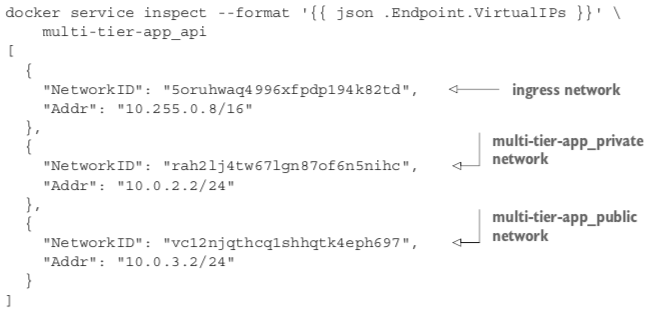 docker service inspect --format '{{ json .Endpoint.VirtualIPs }}' \
multi-tier-app_api
[
{
"NetworkID": "5oruhwaq4996xfpdp194k82td", ingress network
"Addr": "10.255.0.8/16"
},
{
multi-tier-app_private
"NetworkID": "rah2lj4tw67lgn87of6n5nihc", network
"Addr": "10.0.2.2/24"
},
{
multi-tier-app_public
"NetworkID": "vc12njqthcq1shhqtk4eph697", network
"Addr": "10.0.3.2/24"
}
]